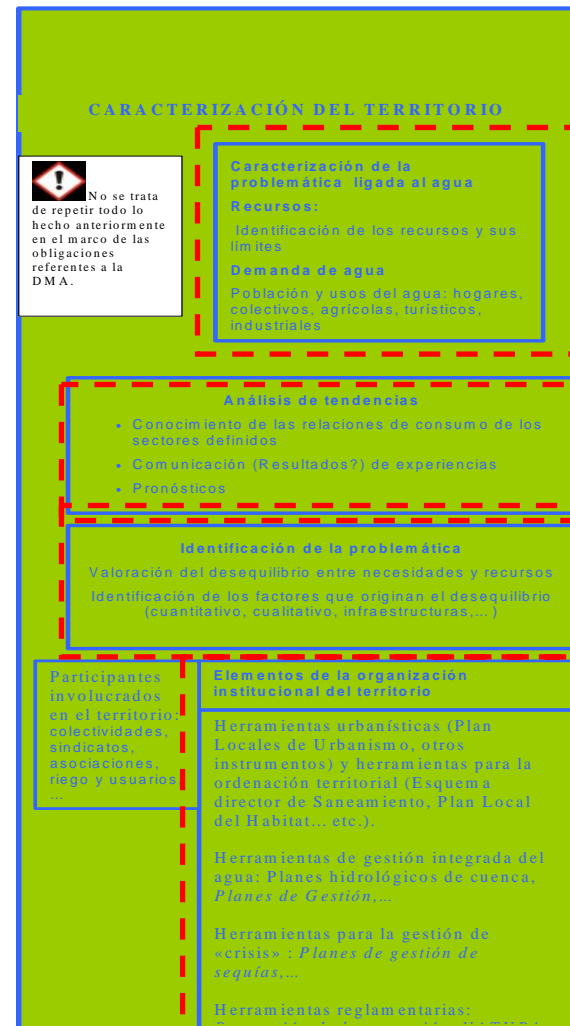 CARACTERIZACIÓN DEL TERRITORIO
No se trata
de repetir todo lo
hecho anteriormente
en el marco de las
obligaciones
referentes a la
DMA.
Caracterización de la
problemática ligada al agua
Recursos:
Identificación de los recursos y sus
límites
Demanda de agua
Población y usos del agua: hogares,
colectivos, agrícolas, turísticos,
industriales
Análisis de tendencias
• Conocimiento de las relaciones de consumo de los
sectores definidos
• Comunicación (Resultados?) de experiencias
• Pronósticos
Identificación de la problemática
Valoración del desequilibrio entre necesidades y recursos
Identificación de los factores que originan el desequilibrio
(cuantitativo, cualitativo, infraestructuras,…)
Participantes
involucrados
en el territorio:
colectividades,
sindicatos,
asociaciones,
riego y usuarios
…
Elementos de la organización
institucional del territorio
Herramientas urbanísticas (Plan
Locales de Urbanismo, otros
instrumentos) y herramientas para la
ordenación territorial (Esquema
director de Saneamiento, Plan Local
del Habitat… etc.).
Herramientas de gestión integrada del
agua: Planes hidrológicos de cuenca,
Planes de Gestión,…
Herramientas para la gestión de
«crisis» : Planes de gestión de
sequías,…
Herramientas reglamentarias: